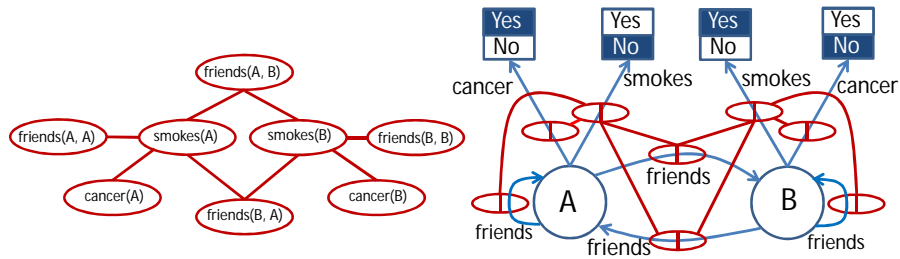 friends(A, B)
friends(A, A)
smokes(A)
smokes(B)
friends(B, B)
cancer(A)
friends(B, A)
cancer(B)
Yes
No
Yes
No
Yes
No
Yes
No
cancer
smokes
smokes
cancer
friends
A
B
friends
friends
friends